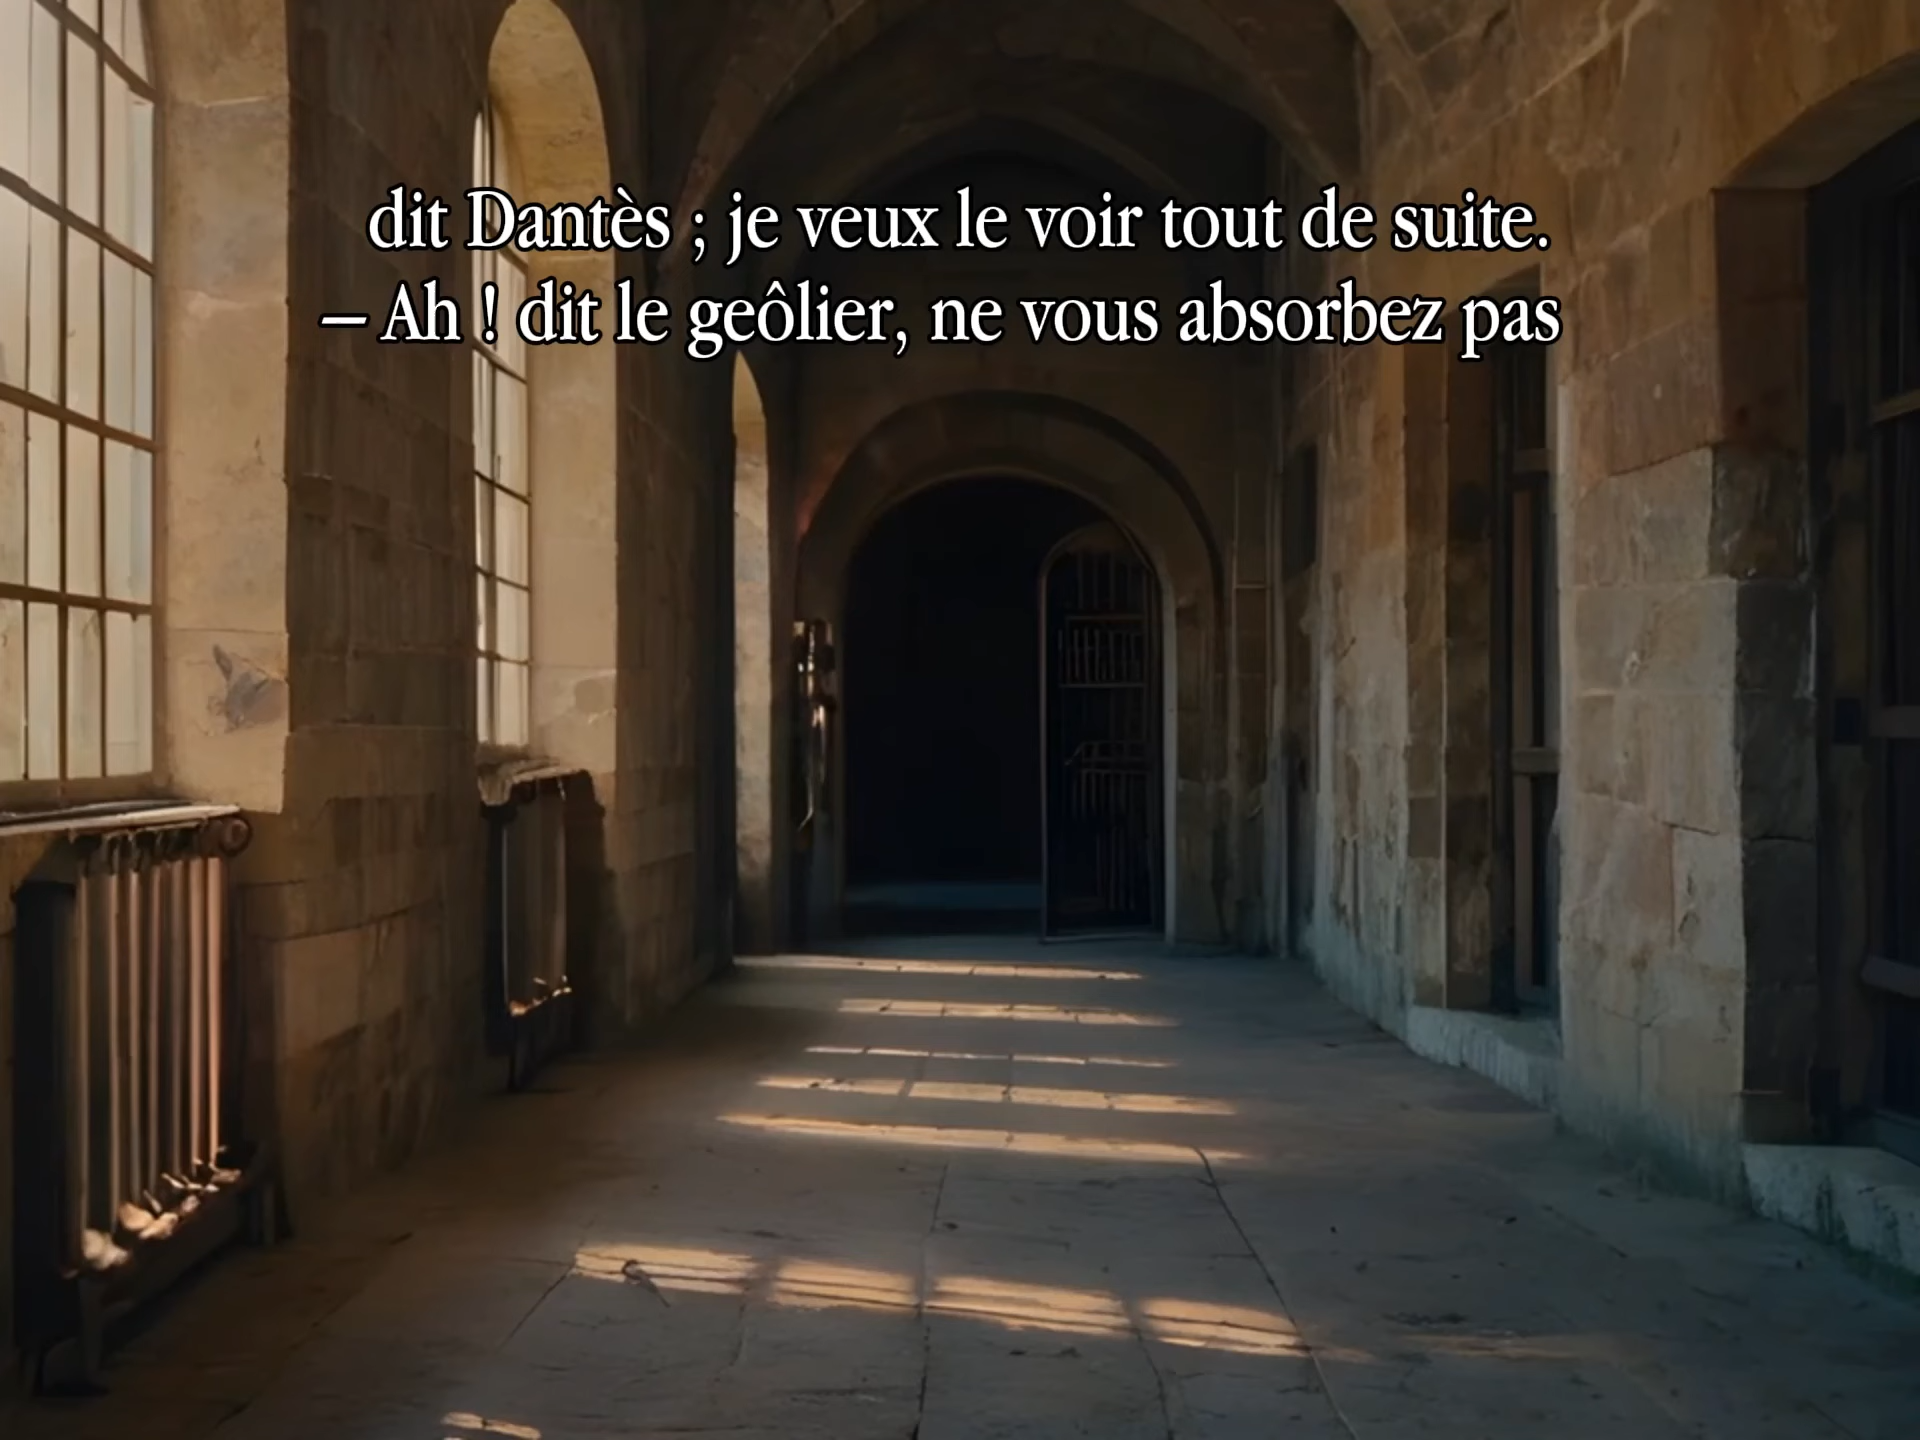 dit Dantès ; je veux le voir tout de suite.
– Ah ! dit le geôlier, ne vous absorbez pas